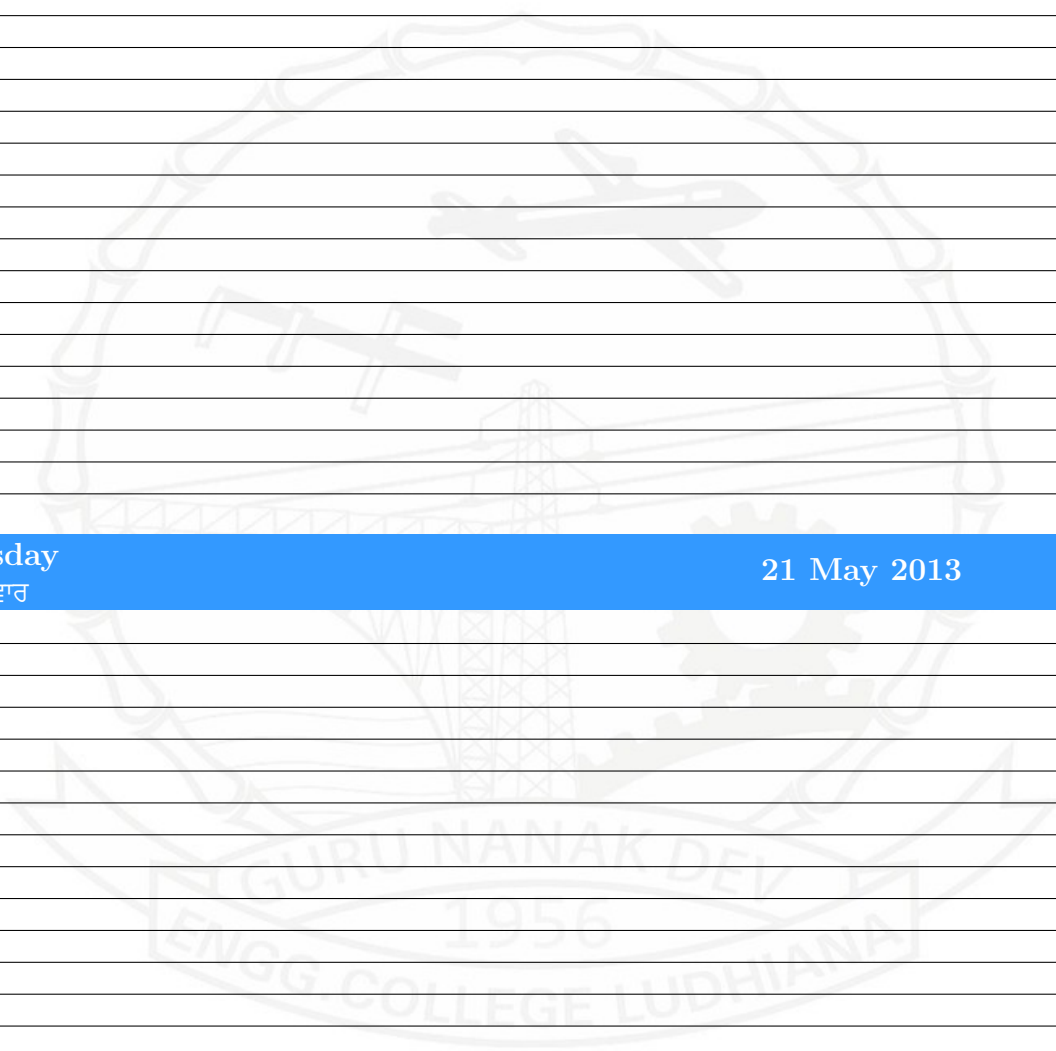 sday
ਵਾਰ
21 May 2013
GURU NANAK DEV
1956
ENGG. COLLEGE LUDHIANA